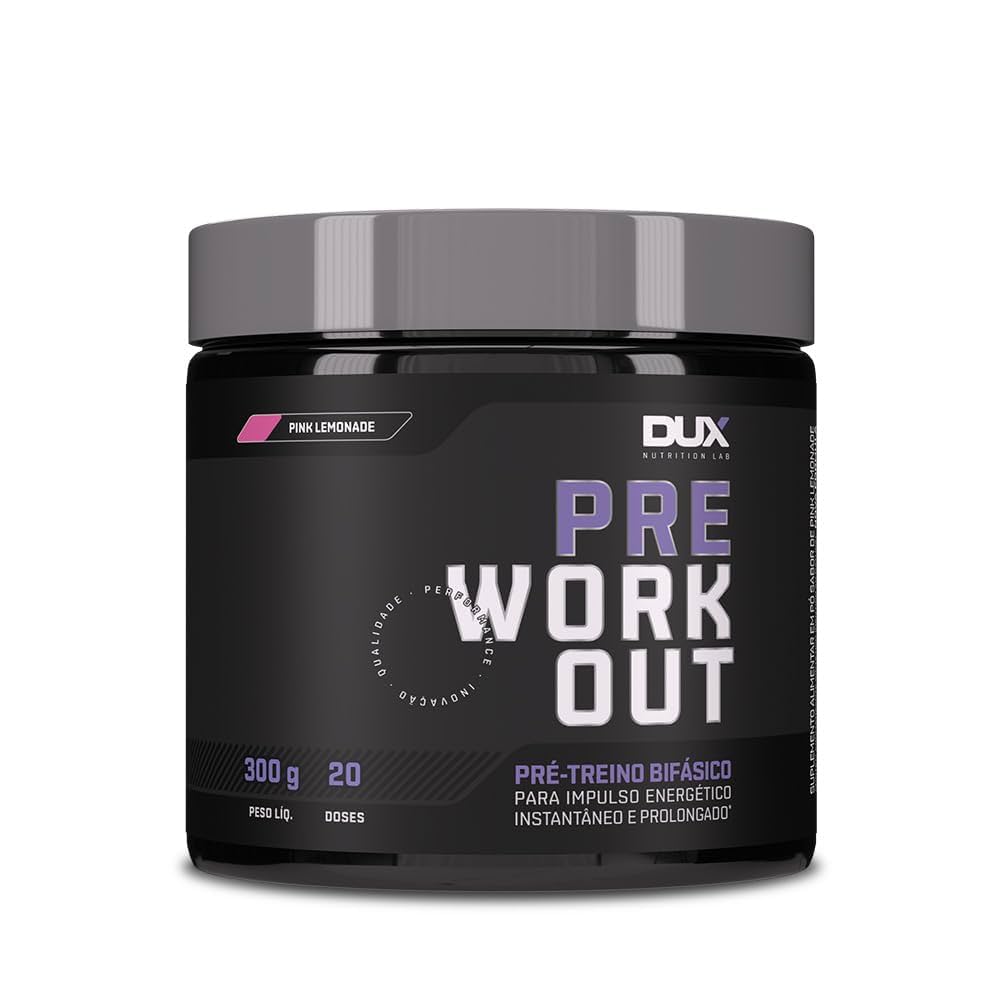 PINK LEMONADE
DUX
NUTRITION LAB
PRE
WORK
OUT
QUALIDADE · PERFORMANCE · INOVAÇÃO ·
300 g
PESO LÍQ.
20
DOSES
PRÉ-TREINO BIFÁSICO
PARA IMPULSO ENERGÉTICO
INSTANTÂNEO E PROLONGADO*
SUPLEMENTO ALIMENTAR EM PÓ SABOR DE PINK LEMONADE